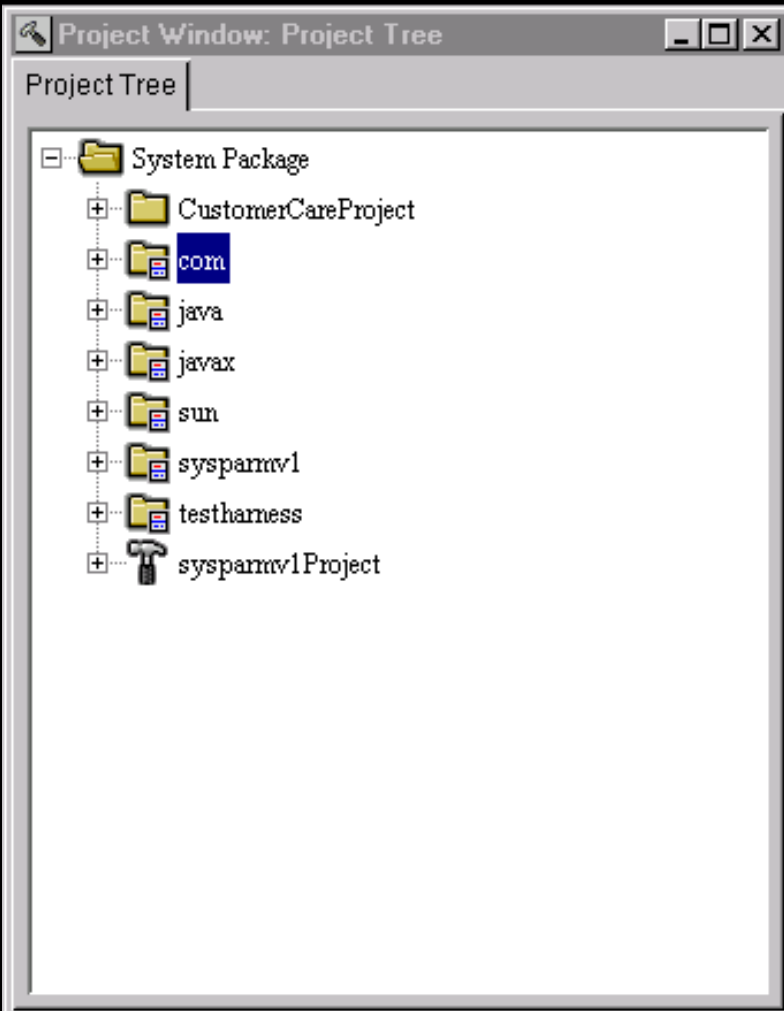 Project Window: Project Tree
Project Tree
System Package
CustomerCareProject
com
java
javax
sun
sysparmv1
testharness
sysparmv1Project